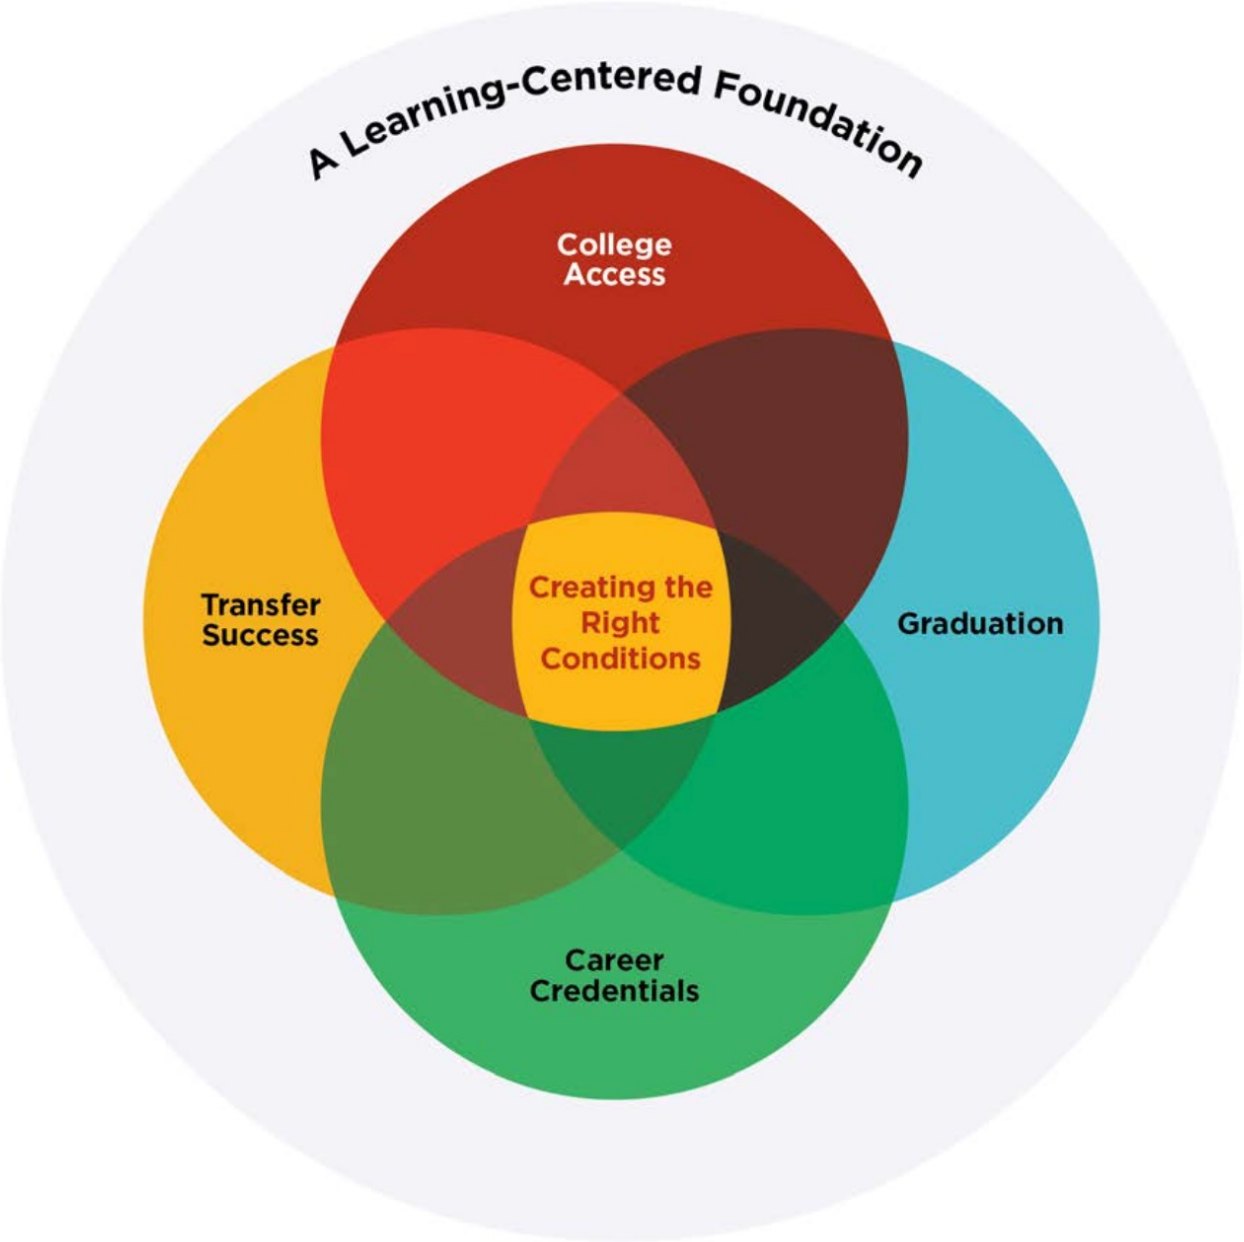 A Learning-Centered Foundation
College
Access
Transfer
Success
Creating the
Right
Conditions
Graduation
Career
Credentials